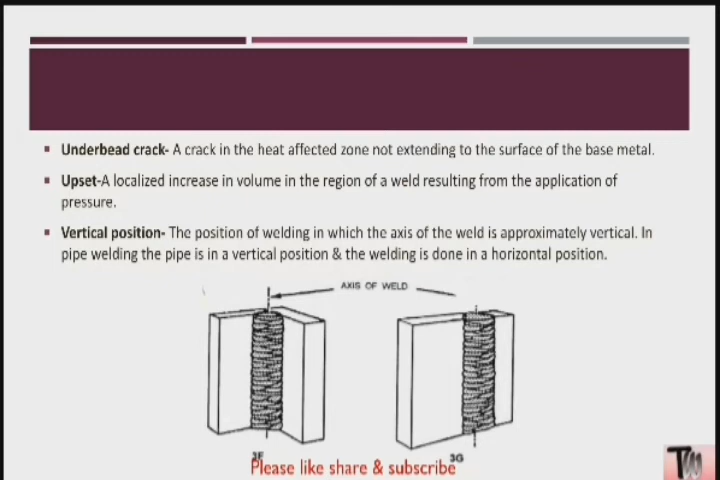 Underbead crack- A crack in the heat affected zone not extending to the surface of the base metal.
Upset-A localized increase in volume in the region of a weld resulting from the application of
pressure.
Vertical position- The position of welding in which the axis of the weld is approximately vertical. In
pipe welding the pipe is in a vertical position & the welding is done in a horizontal position.
AXIS OF WELD
3F
3G
Please like share & subscribe
TW